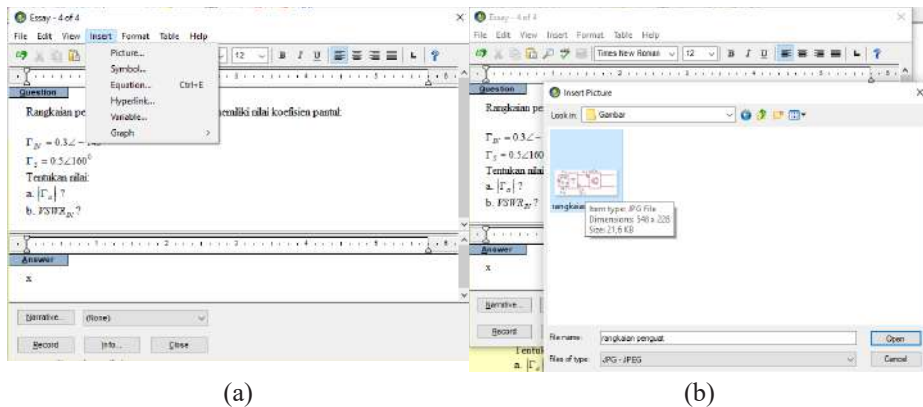 Essay - 4 of 4
File Edit View Insert Format Table Help
12 B I U L ?
Picture...
Symbol...
Equation... Ctrl+E
Hyperlink...
Variable...
Graph >
Question
Rangkaian pe memiliki nilai koefisien pantul:
Γ_IN = 0.3∠ -
Γ_S = 0.5∠160⁰
Tentukan nilai:
a. |Γ_a| ?
b. VSWR_IN ?
Answer
x
Narrative... (None)
Record Info... Close
(a)
Essay - 4 of 4
File Edit View Insert Format Table Help
Times New Roman 12 B I U L ?
Question
Rangkaian pe
Γ_IN = 0.3∠ -
Γ_S = 0.5∠160
Tentukan nilai
a. |Γ_a| ?
b. VSWR_IN ?
Answer
x
Narrative...
Record
Tentuk
a. |Γ
Insert Picture
Look in: Gambar
rangkaian
Item type: JPG File
Dimensions: 548 x 228
Size: 21,6 KB
File name: rangkaian penguat Open
Files of type: JPG - JPEG Cancel
(b)